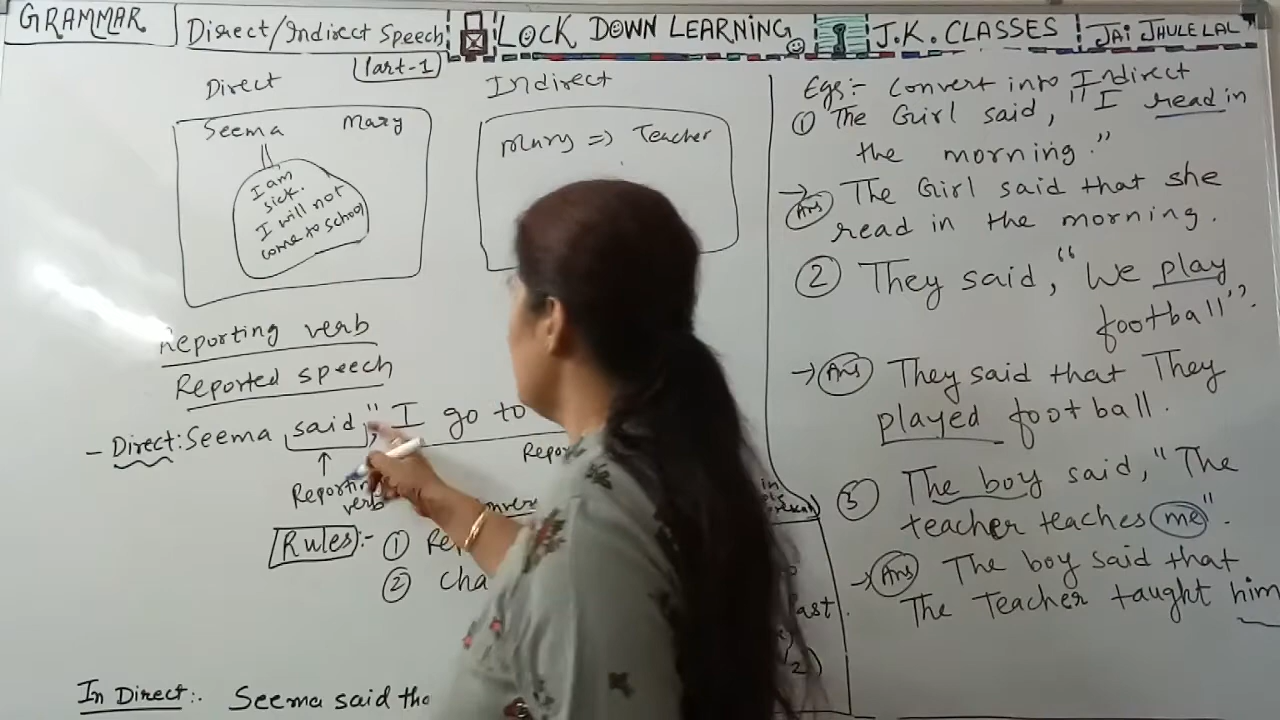 GRAMMAR
Direct/Indirect Speech
LOCK DOWN LEARNING
J.K. CLASSES
JAI JHULELAL
Part-1
Direct
Seema Mary
I am
sick.
I will not
come to school
Indirect
Mary => Teacher
Reporting verb
Reported speech
- Direct: Seema said, " I go to
Reporting
verb
Rules :- ①
②
In Direct :- Seema said
Past.
Egs:- Convert into Indirect
① "The Girl said, "I read in
the morning."
→ Ans The Girl said that she
read in the morning.
② They said, "We play
football".
→ Ans They said that They
played football.
③ The boy said, "The
teacher teaches me".
→ Ans The boy said that
The Teacher taught him